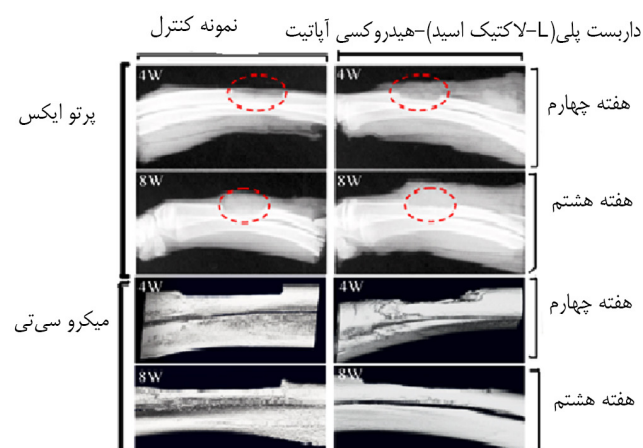 داربست پلی(L-لاکتیک اسید)-هیدروکسی آپاتیت
نمونه کنترل
پرتو ایکس
هفته چهارم
4W
4W
هفته هشتم
8W
8W
میکرو سی‌تی
هفته چهارم
4W
4W
هفته هشتم
8W
8W